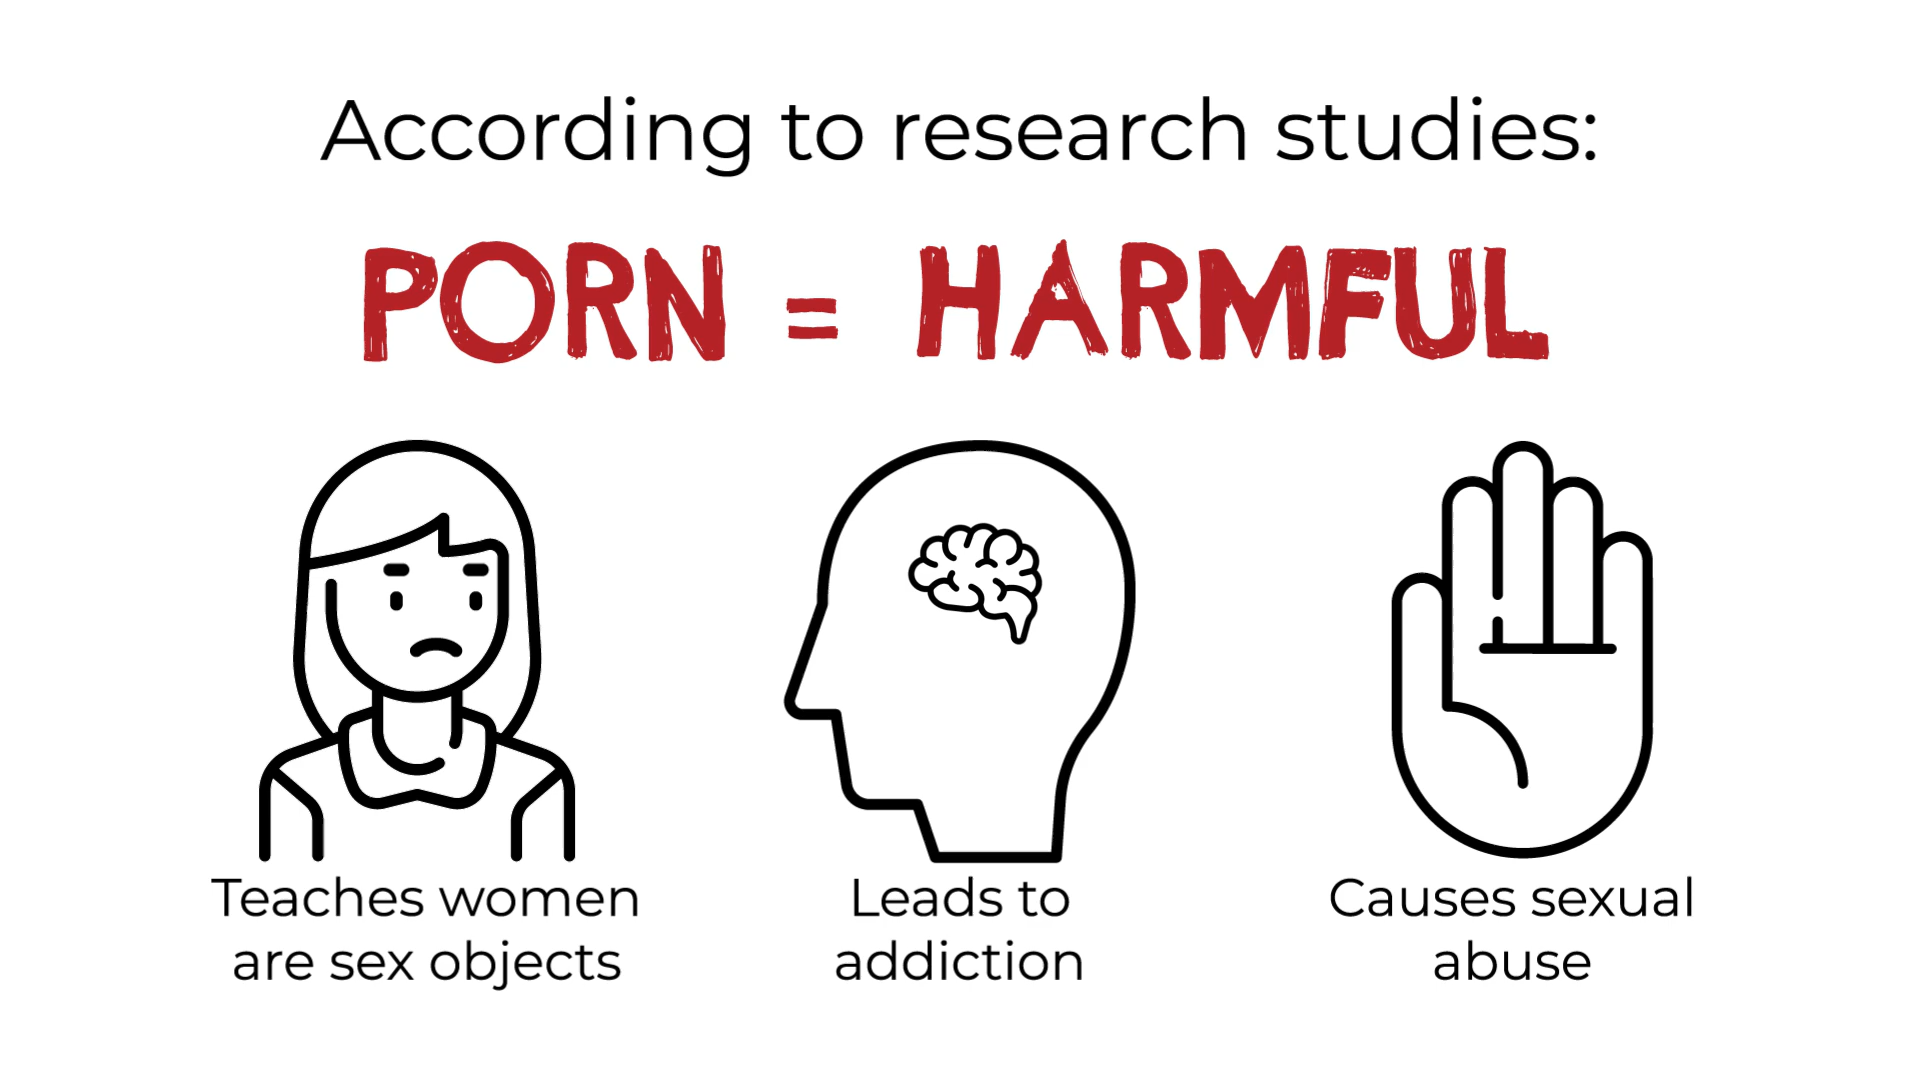 According to research studies:
PORN = HARMFUL
Teaches women
are sex objects
Leads to
addiction
Causes sexual
abuse